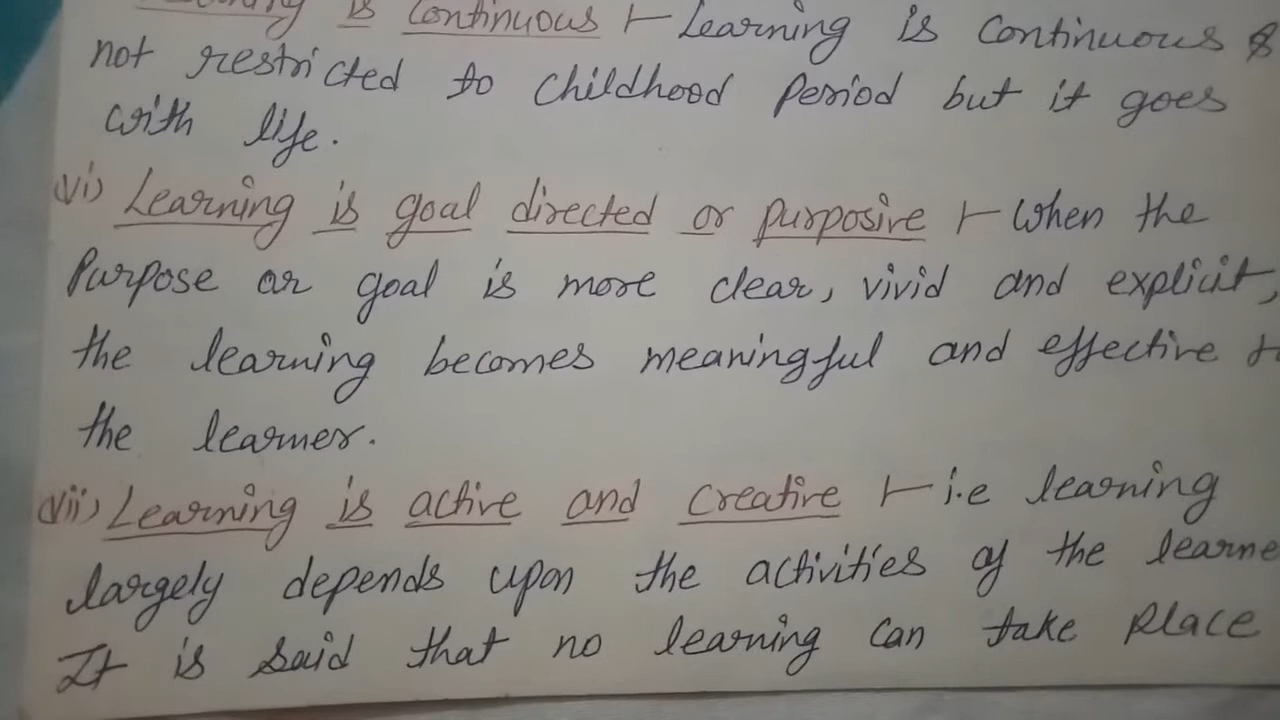 Learning is continuous :- Learning is continuous &
not restricted to childhood Period but it goes
with life.
(vi) Learning is goal directed or purposive :- When the
Purpose or goal is more clear, vivid and explicit,
the learning becomes meaningful and effective to
the learner.
(vii) Learning is active and creative :- i.e learning
largely depends upon the activities of the learne
It is said that no learning can take place